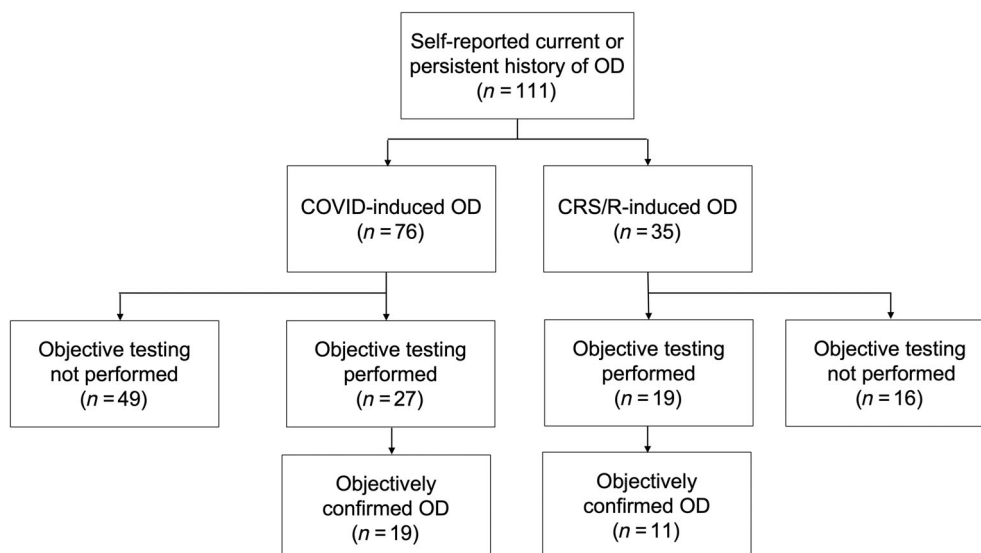 Self-reported current or
persistent history of OD
(n = 111)
COVID-induced OD
(n = 76)
CRS/R-induced OD
(n = 35)
Objective testing
not performed
(n = 49)
Objective testing
performed
(n = 27)
Objective testing
performed
(n = 19)
Objective testing
not performed
(n = 16)
Objectively
confirmed OD
(n = 19)
Objectively
confirmed OD
(n = 11)